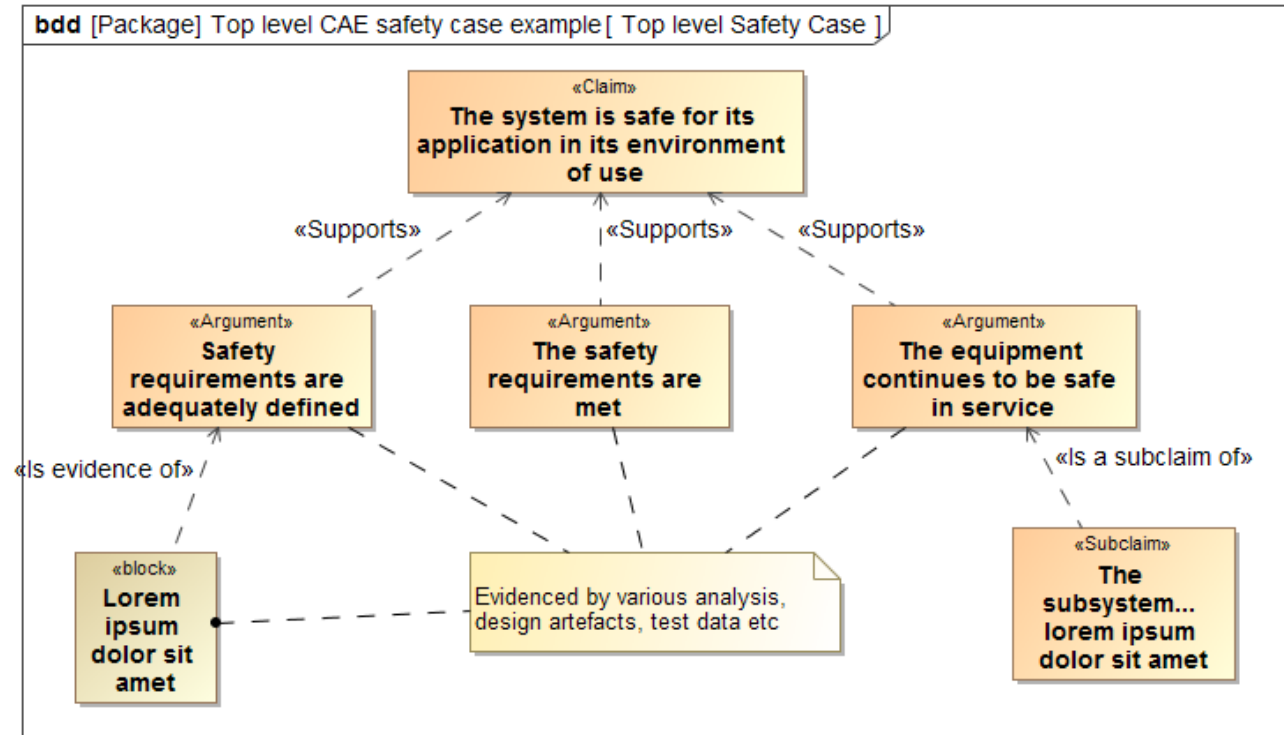 bdd [Package] Top level CAE safety case example[ Top level Safety Case ]
«Claim»
The system is safe for its
application in its environment
of use
«Supports»
«Supports»
«Supports»
«Argument»
Safety
requirements are
adequately defined
«Argument»
The safety
requirements are
met
«Argument»
The equipment
continues to be safe
in service
«Is evidence of»
«Is a subclaim of»
«block»
Lorem
ipsum
dolor sit
amet
Evidenced by various analysis,
design artefacts, test data etc
«Subclaim»
The
subsystem...
lorem ipsum
dolor sit amet